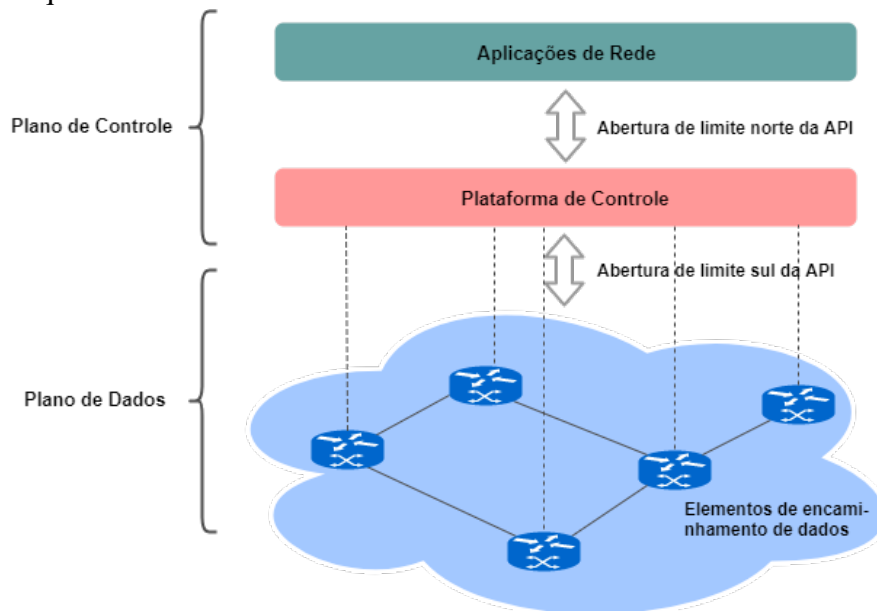 Aplicações de Rede
Plano de Controle
Abertura de limite norte da API
Plataforma de Controle
Abertura de limite sul da API
Plano de Dados
Elementos de encami-
nhamento de dados